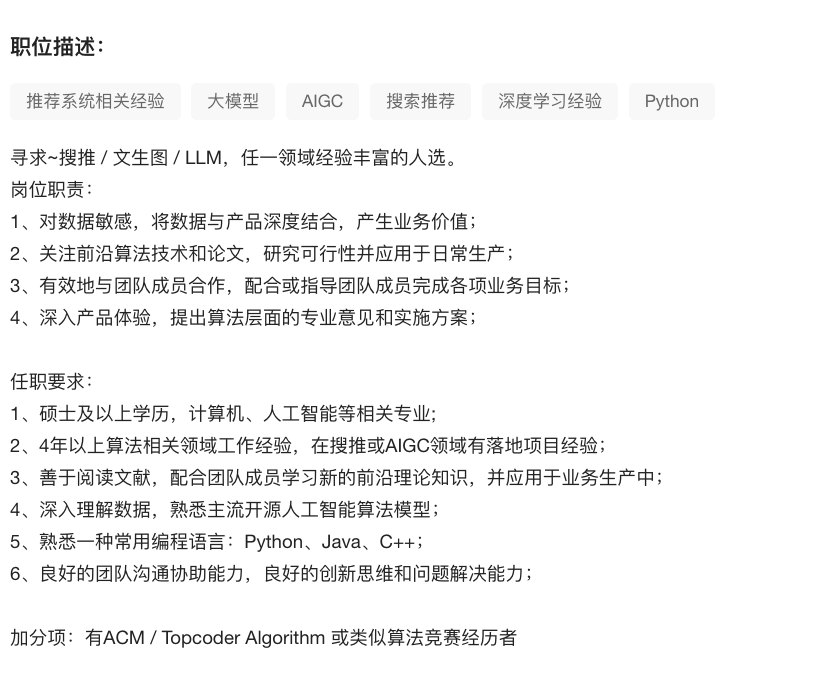 职位描述：
推荐系统相关经验 大模型 AIGC 搜索推荐 深度学习经验 Python
寻求~搜推 / 文生图 / LLM，任一领域经验丰富的人选。
岗位职责：
1、对数据敏感，将数据与产品深度结合，产生业务价值；
2、关注前沿算法技术和论文，研究可行性并应用于日常生产；
3、有效地与团队成员合作，配合或指导团队成员完成各项业务目标；
4、深入产品体验，提出算法层面的专业意见和实施方案；
任职要求：
1、硕士及以上学历，计算机、人工智能等相关专业;
2、4年以上算法相关领域工作经验，在搜推或AIGC领域有落地项目经验；
3、善于阅读文献，配合团队成员学习新的前沿理论知识，并应用于业务生产中；
4、深入理解数据，熟悉主流开源人工智能算法模型；
5、熟悉一种常用编程语言：Python、Java、C++；
6、良好的团队沟通协助能力，良好的创新思维和问题解决能力；
加分项：有ACM / Topcoder Algorithm 或类似算法竞赛经历者